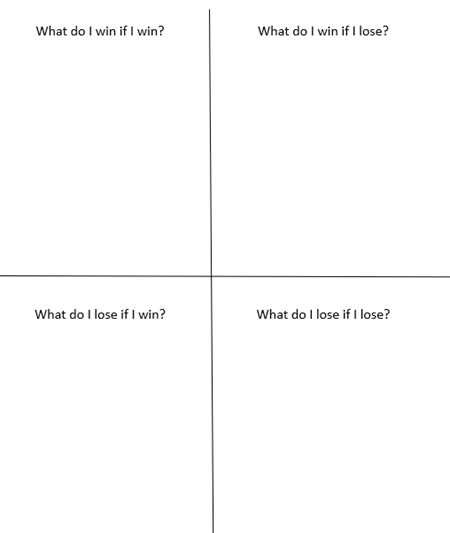 What do I win if I win?
What do I win if I lose?
What do I lose if I win?
What do I lose if I lose?